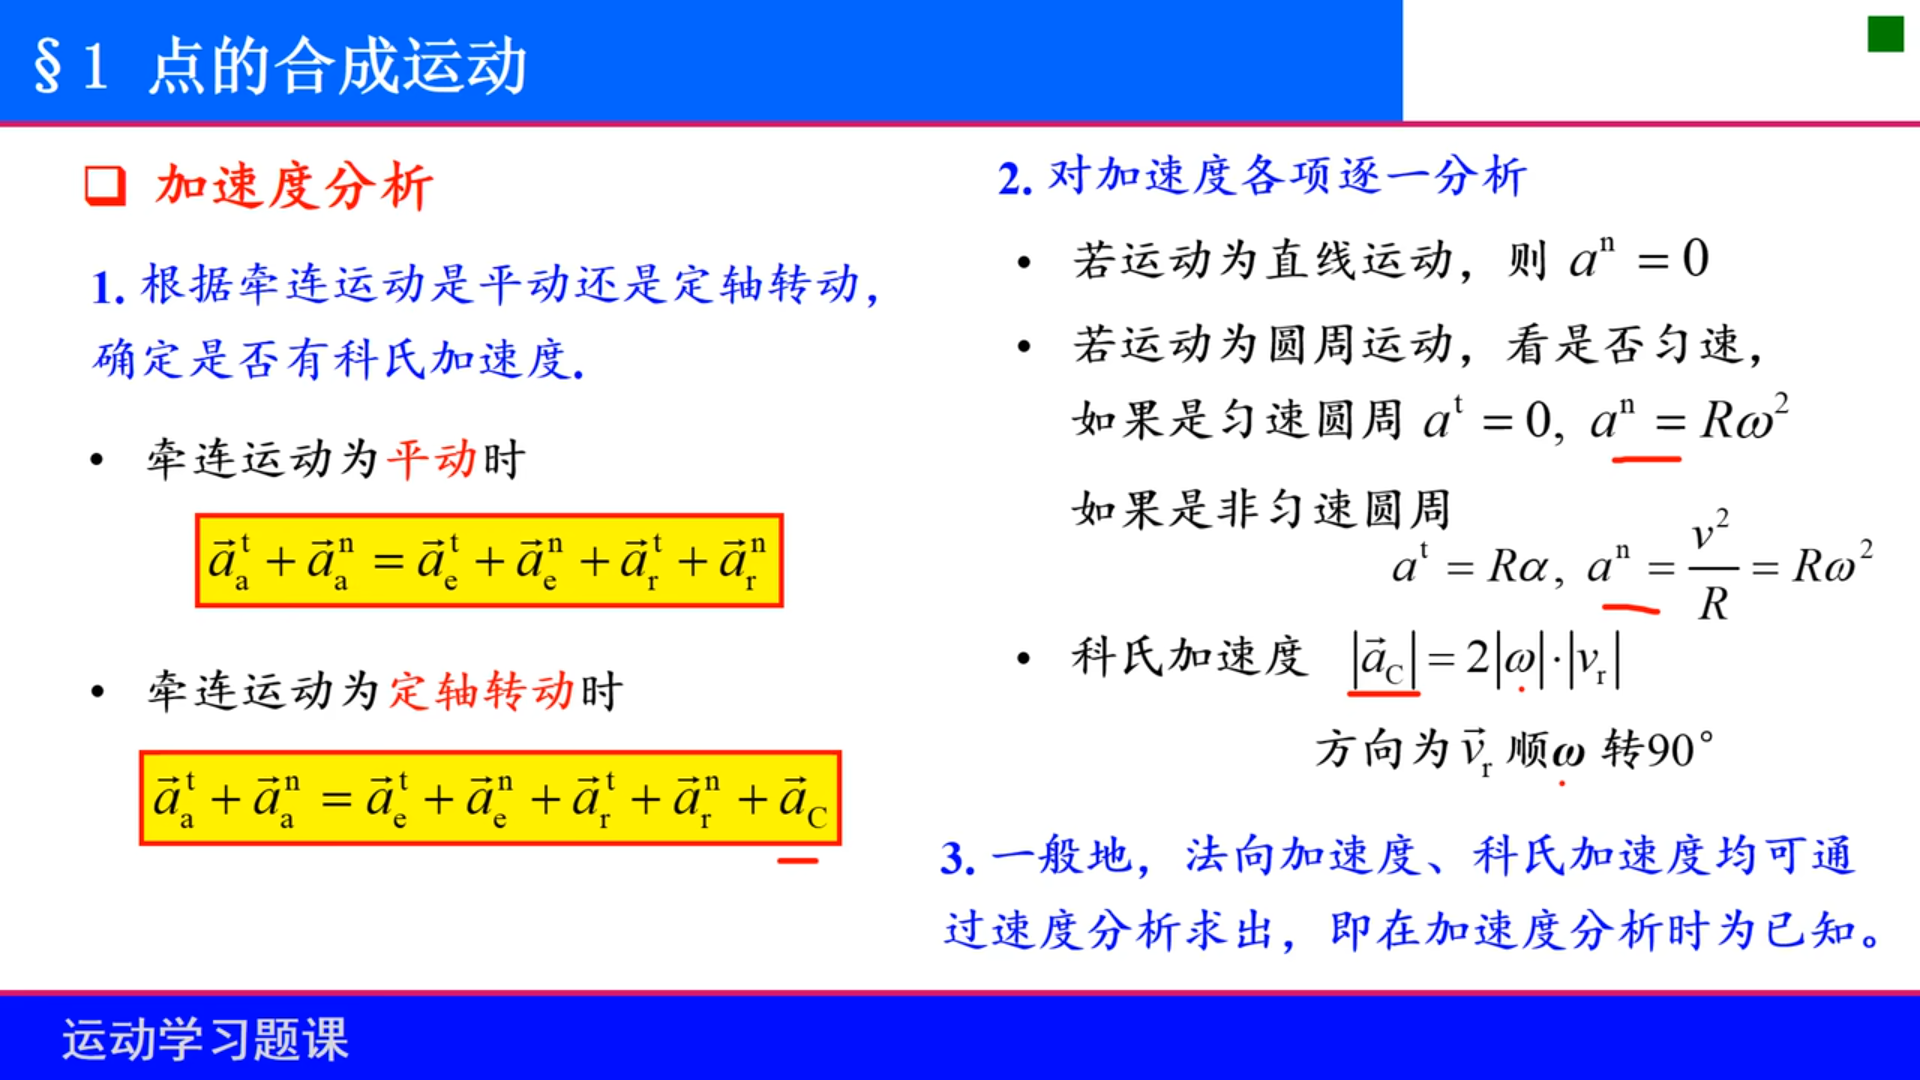 §1 点的合成运动
❑ 加速度分析
1. 根据牵连运动是平动还是定轴转动，
确定是否有科氏加速度.
• 牵连运动为平动时
$\vec{a}_a^t + \vec{a}_a^n = \vec{a}_e^t + \vec{a}_e^n + \vec{a}_r^t + \vec{a}_r^n$
• 牵连运动为定轴转动时
$\vec{a}_a^t + \vec{a}_a^n = \vec{a}_e^t + \vec{a}_e^n + \vec{a}_r^t + \vec{a}_r^n + \vec{a}_C$
2. 对加速度各项逐一分析
• 若运动为直线运动，则 $a^n = 0$
• 若运动为圆周运动，看是否匀速，
如果是匀速圆周 $a^t = 0, a^n = R\omega^2$
如果是非匀速圆周
$a^t = R\alpha, a^n = \frac{v^2}{R} = R\omega^2$
• 科氏加速度 $|\vec{a}_C| = 2|\omega| \cdot |v_r|$
方向为 $\vec{v}_r$ 顺ω 转90°
3. 一般地，法向加速度、科氏加速度均可通
过速度分析求出，即在加速度分析时为已知。
运动学习题课